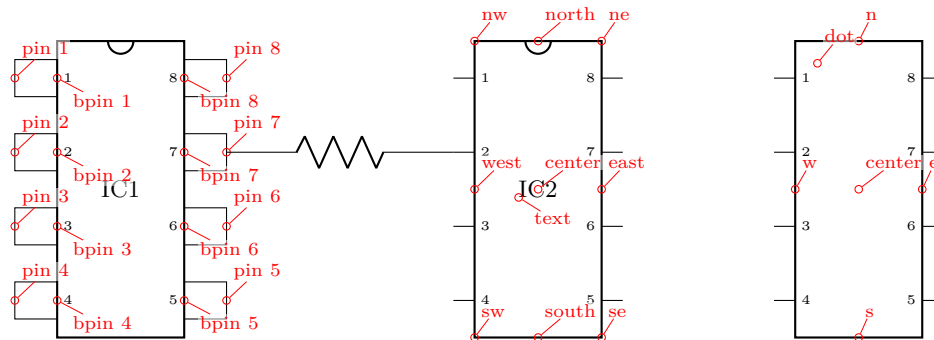 pin 1
pin 8
1
8
bpin 1
bpin 8
pin 2
pin 7
2
7
bpin 2
bpin 7
IC1
pin 3
pin 6
3
6
bpin 3
bpin 6
pin 4
pin 5
4
5
bpin 4
bpin 5
nw
north
ne
1
8
2
7
west
center
east
IC2
text
3
6
4
5
sw
south
se
n
dot
1
8
2
7
w
center
3
6
4
5
s